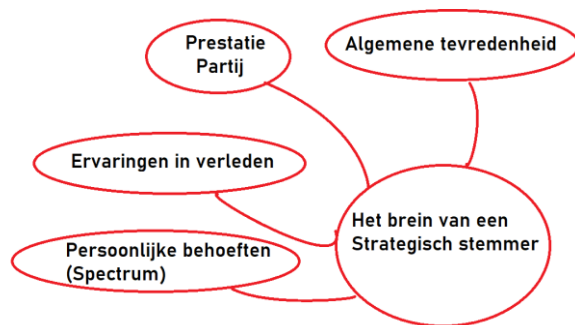 Prestatie
Partij
Algemene tevredenheid
Ervaringen in verleden
Het brein van een
Strategisch stemmer
Persoonlijke behoeften
(Spectrum)